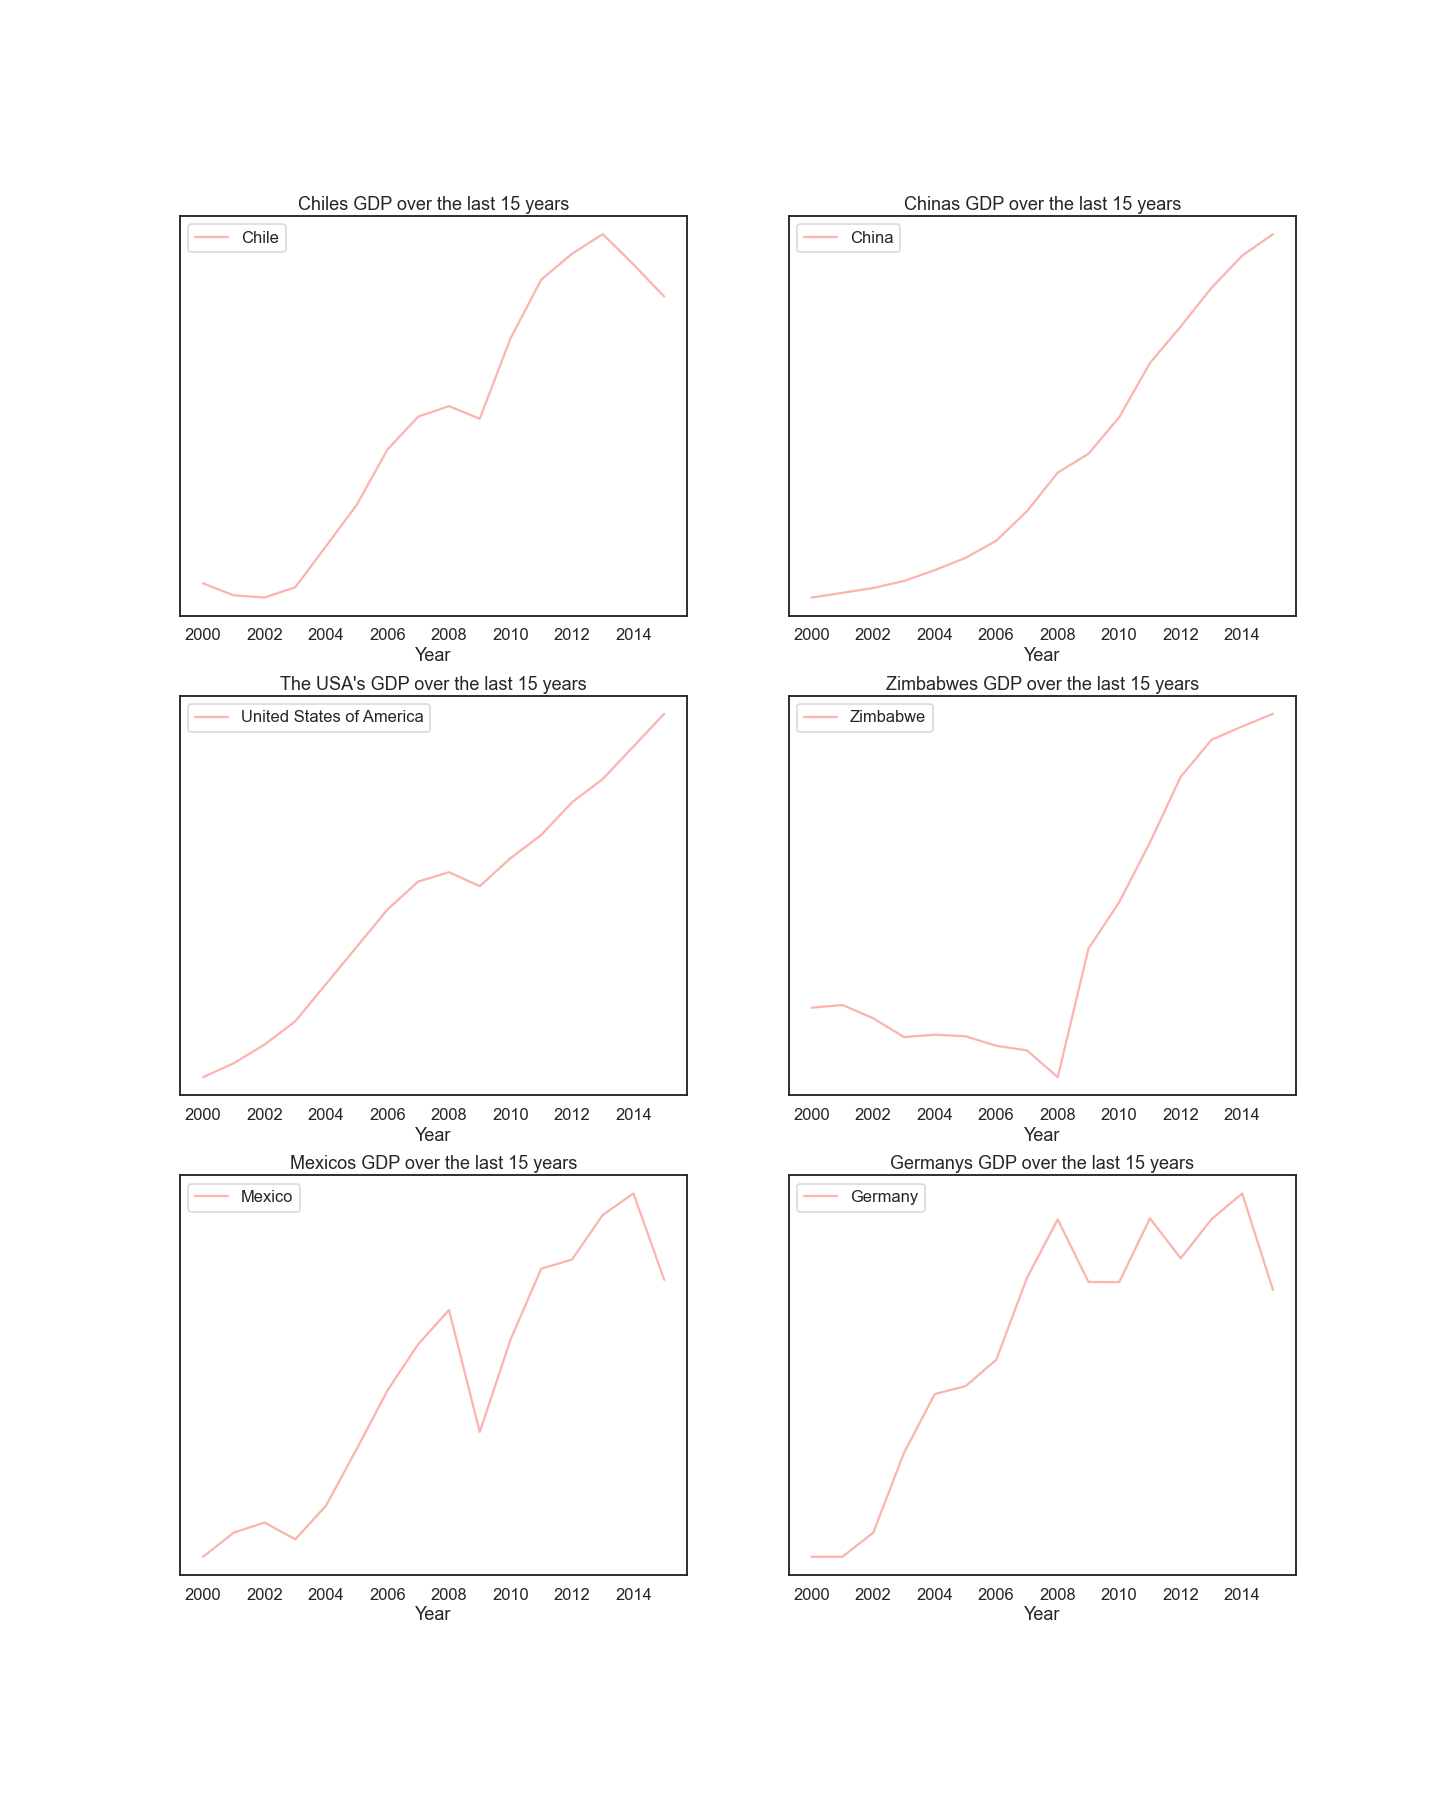 Chiles GDP over the last 15 years
Chile
2000 2002 2004 2006 2008 2010 2012 2014
Year
Chinas GDP over the last 15 years
China
2000 2002 2004 2006 2008 2010 2012 2014
Year
The USA's GDP over the last 15 years
United States of America
2000 2002 2004 2006 2008 2010 2012 2014
Year
Zimbabwes GDP over the last 15 years
Zimbabwe
2000 2002 2004 2006 2008 2010 2012 2014
Year
Mexicos GDP over the last 15 years
Mexico
2000 2002 2004 2006 2008 2010 2012 2014
Year
Germanys GDP over the last 15 years
Germany
2000 2002 2004 2006 2008 2010 2012 2014
Year